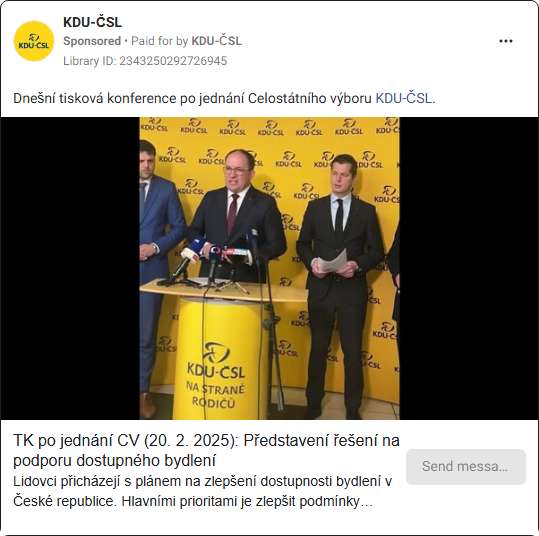 KDU-ČSL
Sponsored • Paid for by KDU-ČSL
Library ID: 2343250292726945
KDU-ČSL
Dnešní tisková konference po jednání Celostátního výboru KDU-ČSL.
KDU-ČSL
NA STRANĚ
RODIČŮ
TK po jednání CV (20. 2. 2025): Představení řešení na
podporu dostupného bydlení
Lidovci přicházejí s plánem na zlepšení dostupnosti bydlení v
České republice. Hlavními prioritami je zlepšit podmínky…
Send messa…